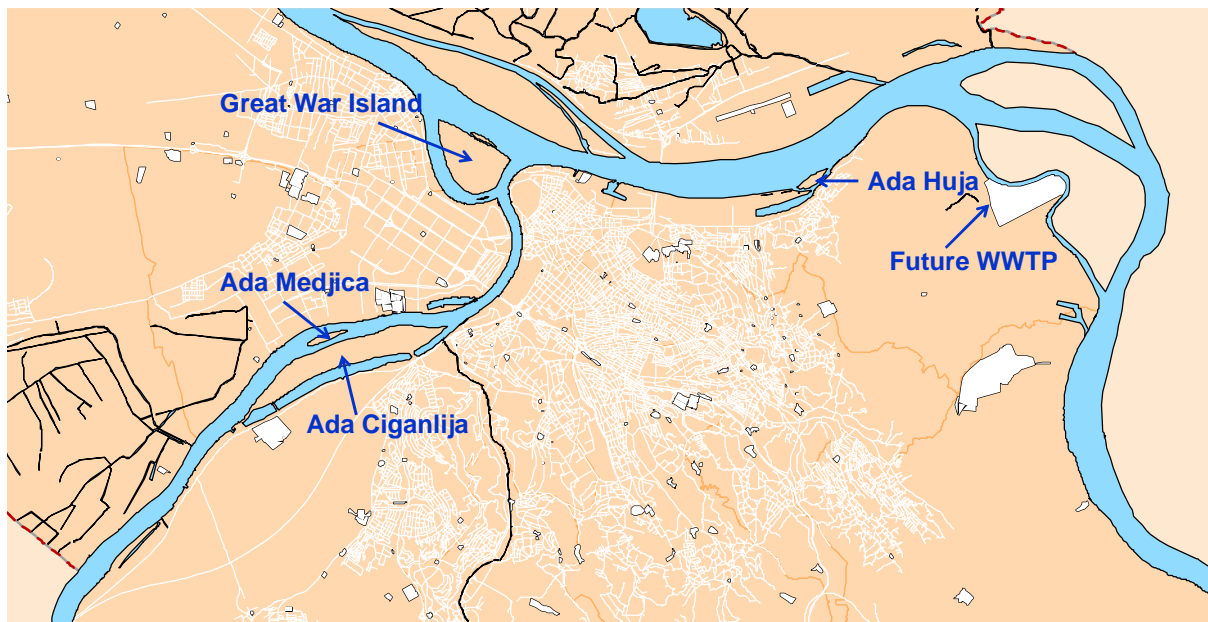 Great War Island
Ada Huja
Future WWTP
Ada Medjica
Ada Ciganlija